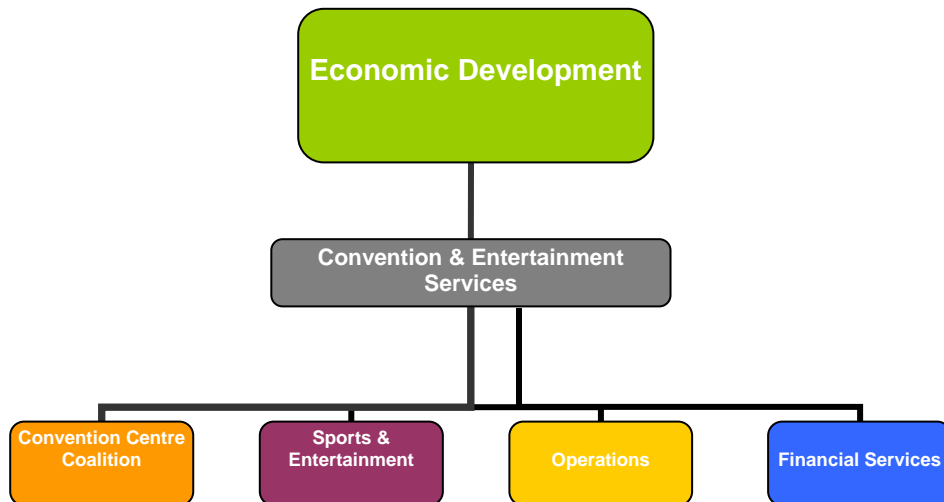 Economic Development
Convention & Entertainment
Services
Convention Centre
Coalition
Sports &
Entertainment
Operations
Financial Services